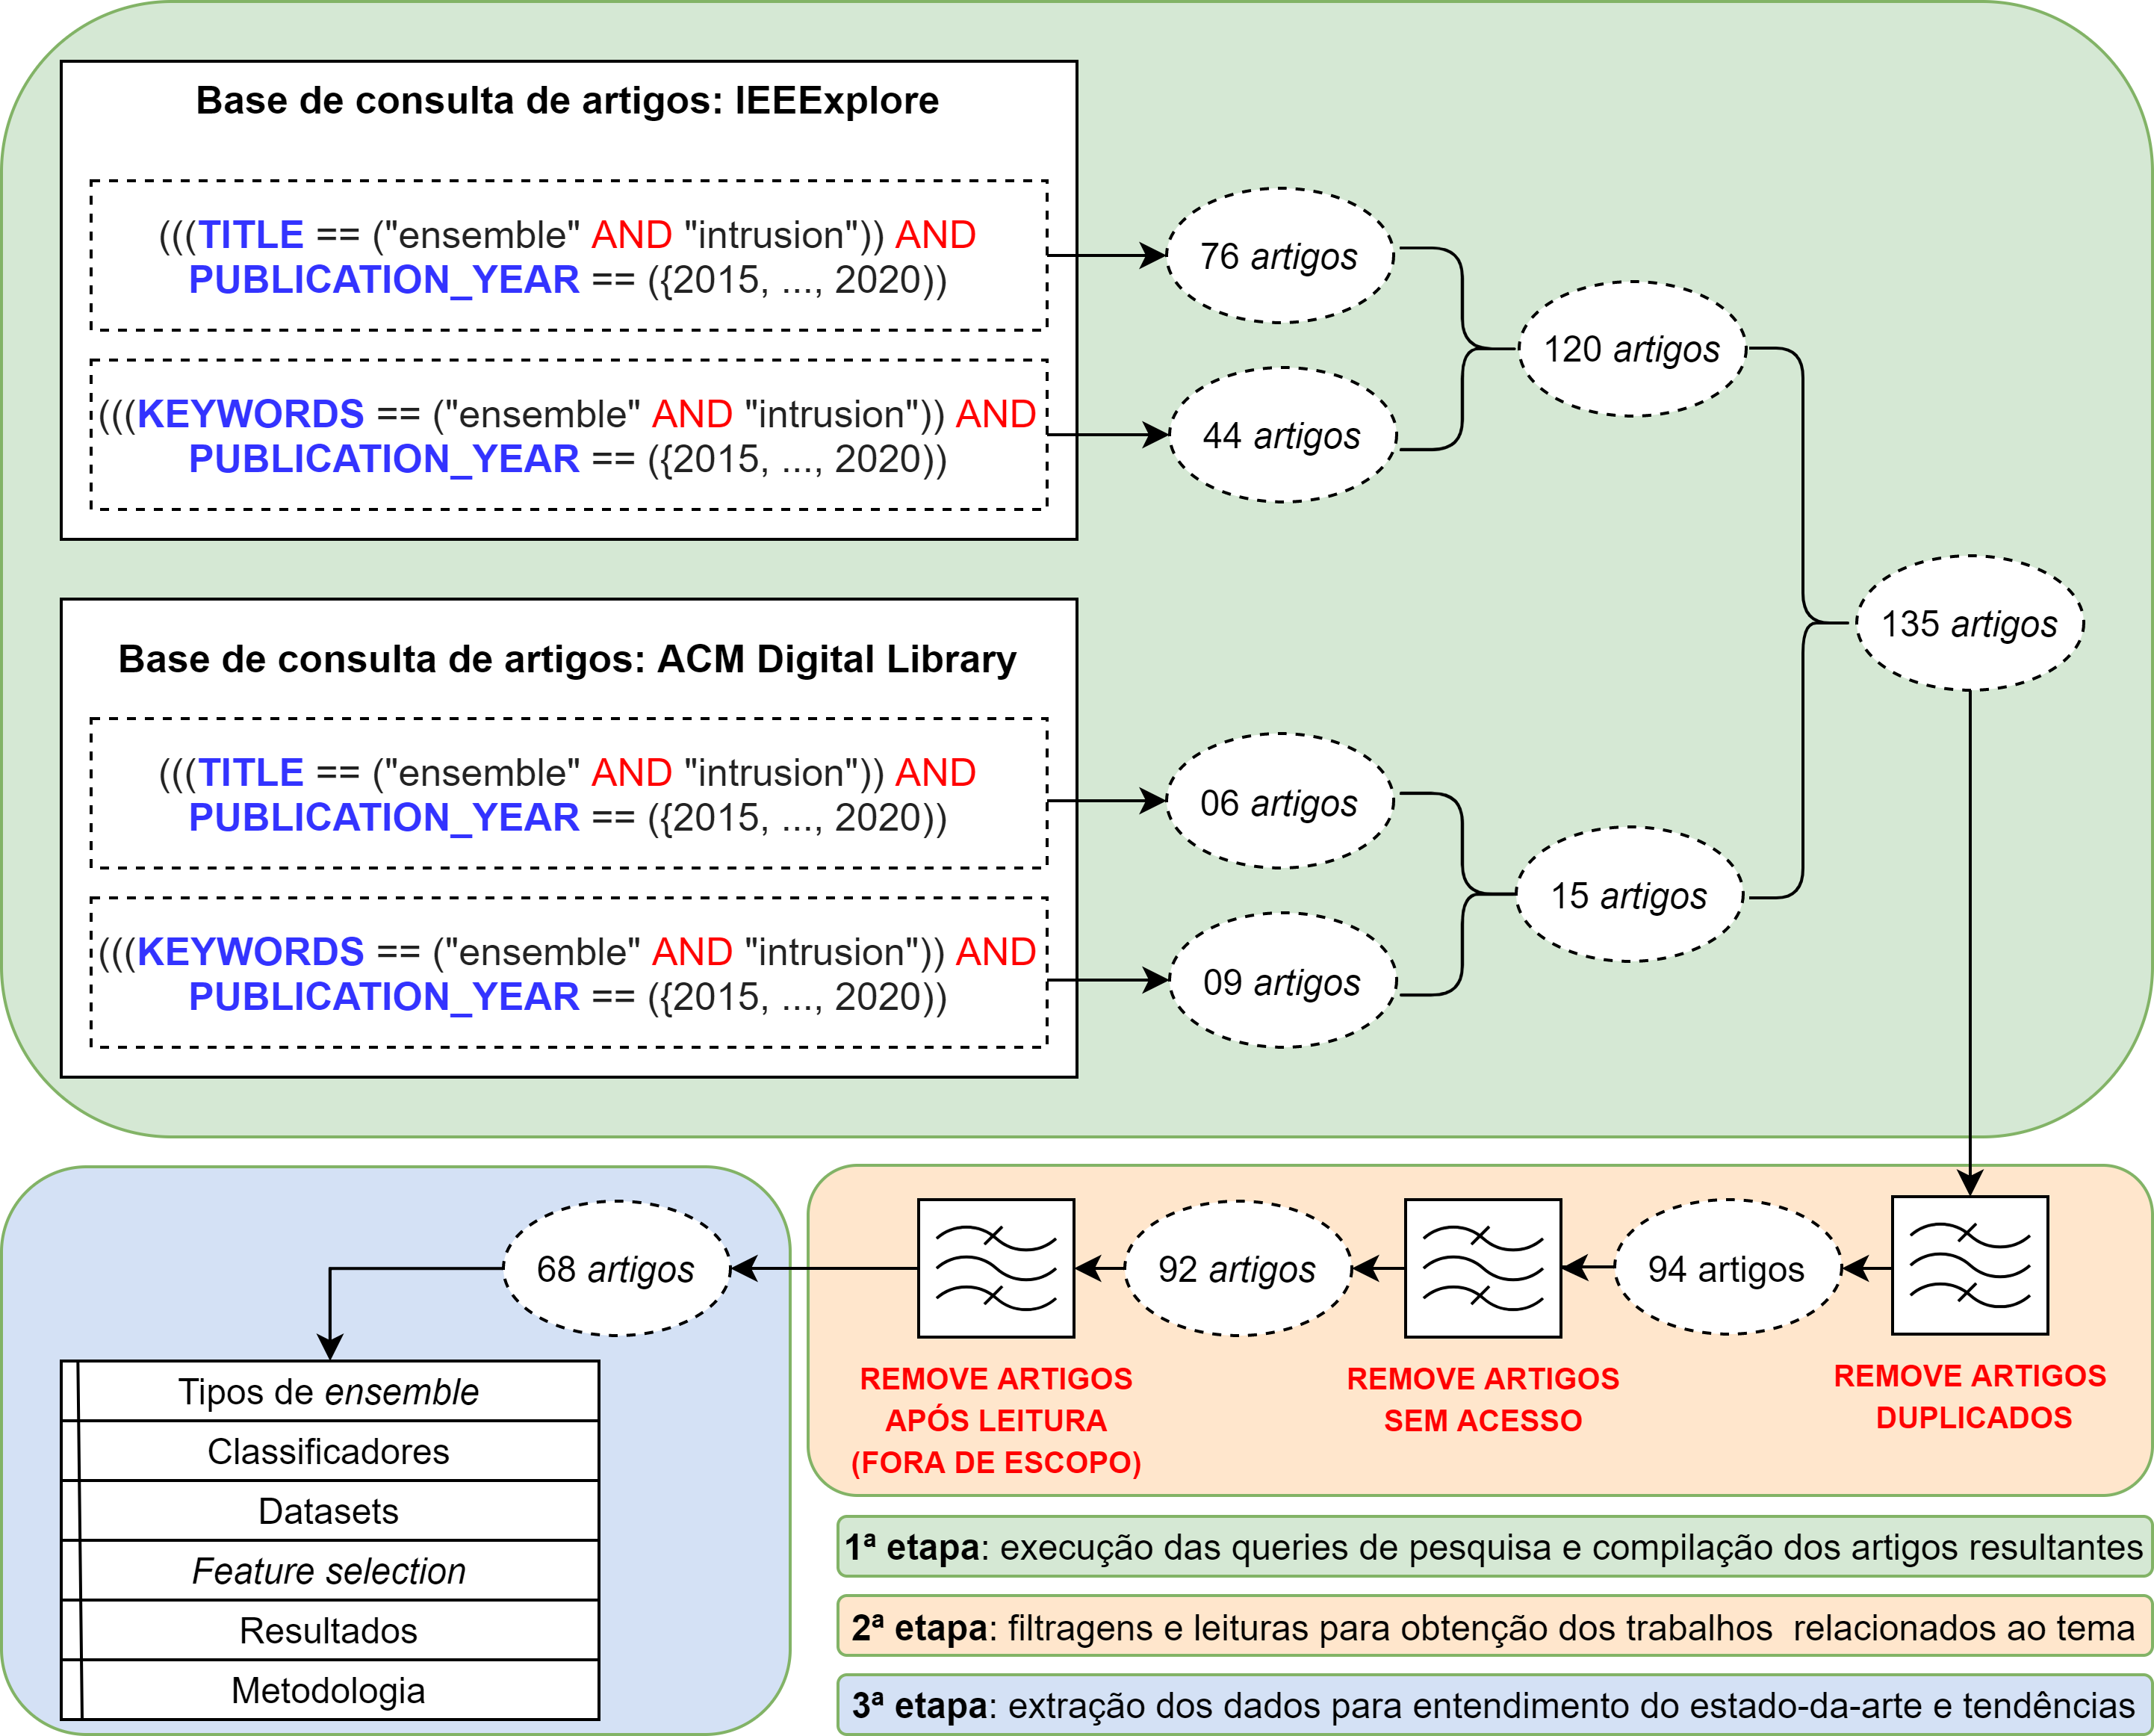 Base de consulta de artigos: IEEExplore
(((TITLE == ("ensemble" AND "intrusion")) AND
PUBLICATION_YEAR == ({2015, ..., 2020))
76 artigos
(((KEYWORDS == ("ensemble" AND "intrusion")) AND
PUBLICATION_YEAR == ({2015, ..., 2020))
44 artigos
120 artigos
135 artigos
Base de consulta de artigos: ACM Digital Library
(((TITLE == ("ensemble" AND "intrusion")) AND
PUBLICATION_YEAR == ({2015, ..., 2020))
06 artigos
(((KEYWORDS == ("ensemble" AND "intrusion")) AND
PUBLICATION_YEAR == ({2015, ..., 2020))
09 artigos
15 artigos
REMOVE ARTIGOS
DUPLICADOS
94 artigos
REMOVE ARTIGOS
SEM ACESSO
92 artigos
REMOVE ARTIGOS
APÓS LEITURA
(FORA DE ESCOPO)
68 artigos
Tipos de ensemble
Classificadores
Datasets
Feature selection
Resultados
Metodologia
1ª etapa: execução das queries de pesquisa e compilação dos artigos resultantes
2ª etapa: filtragens e leituras para obtenção dos trabalhos  relacionados ao tema
3ª etapa: extração dos dados para entendimento do estado-da-arte e tendências